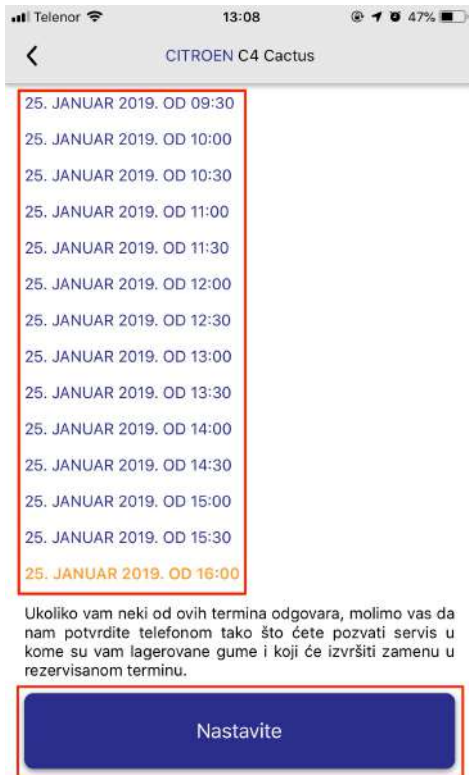 Telenor 13:08 47%
CITROEN C4 Cactus
25. JANUAR 2019. OD 09:30
25. JANUAR 2019. OD 10:00
25. JANUAR 2019. OD 10:30
25. JANUAR 2019. OD 11:00
25. JANUAR 2019. OD 11:30
25. JANUAR 2019. OD 12:00
25. JANUAR 2019. OD 12:30
25. JANUAR 2019. OD 13:00
25. JANUAR 2019. OD 13:30
25. JANUAR 2019. OD 14:00
25. JANUAR 2019. OD 14:30
25. JANUAR 2019. OD 15:00
25. JANUAR 2019. OD 15:30
25. JANUAR 2019. OD 16:00
Ukoliko vam neki od ovih termina odgovara, molimo vas da
nam potvrdite telefonom tako što ćete pozvati servis u
kome su vam lagerovane gume i koji će izvršiti zamenu u
rezervisanom terminu.
Nastavite